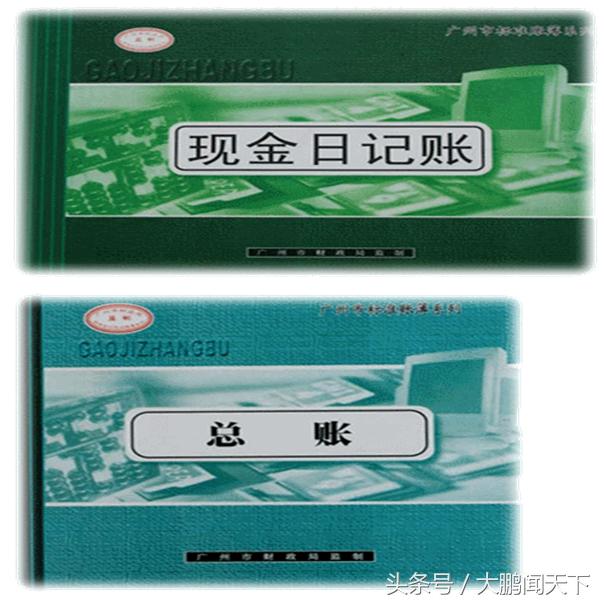 广州市标准账簿系列
GAOJIZHANGBU
现金日记账
广州市财政局监制
广州市标准账簿系列
GAOJIZHANGBU
总 账
广州市财政局监制
头条号/大鹏闻天下